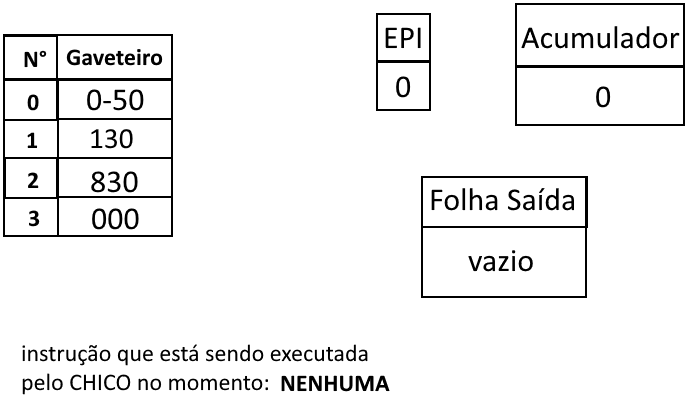 N° Gaveteiro
0 0-50
1 130
2 830
3 000
EPI
0
Acumulador
0
Folha Saída
vazio
instrução que está sendo executada
pelo CHICO no momento: NENHUMA